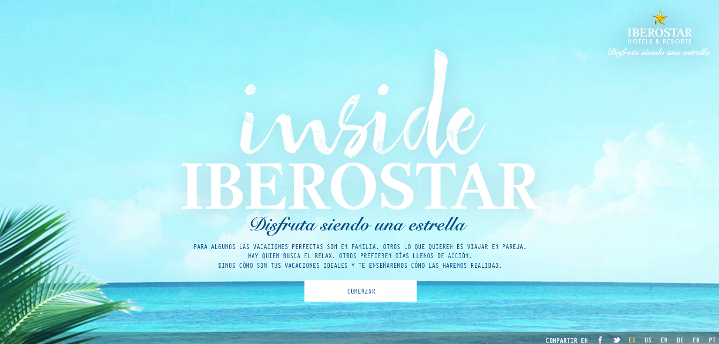 IBEROSTAR
HOTELS & RESORTS
Disfruta siendo una estrella
inside
IBEROSTAR
Disfruta siendo una estrella
PARA ALGUNOS LAS VACACIONES PERFECTAS SON EN FAMILIA. OTROS LO QUE QUIEREN ES VIAJAR EN PAREJA.
HAY QUIEN BUSCA EL RELAX. OTROS PREFIEREN DÍAS LLENOS DE ACCIÓN.
DINOS CÓMO SON TUS VACACIONES IDEALES Y TE ENSEÑAREMOS CÓMO LAS HAREMOS REALIDAD.
COMENZAR
COMPARTIR EN ES US EN DE FR PT